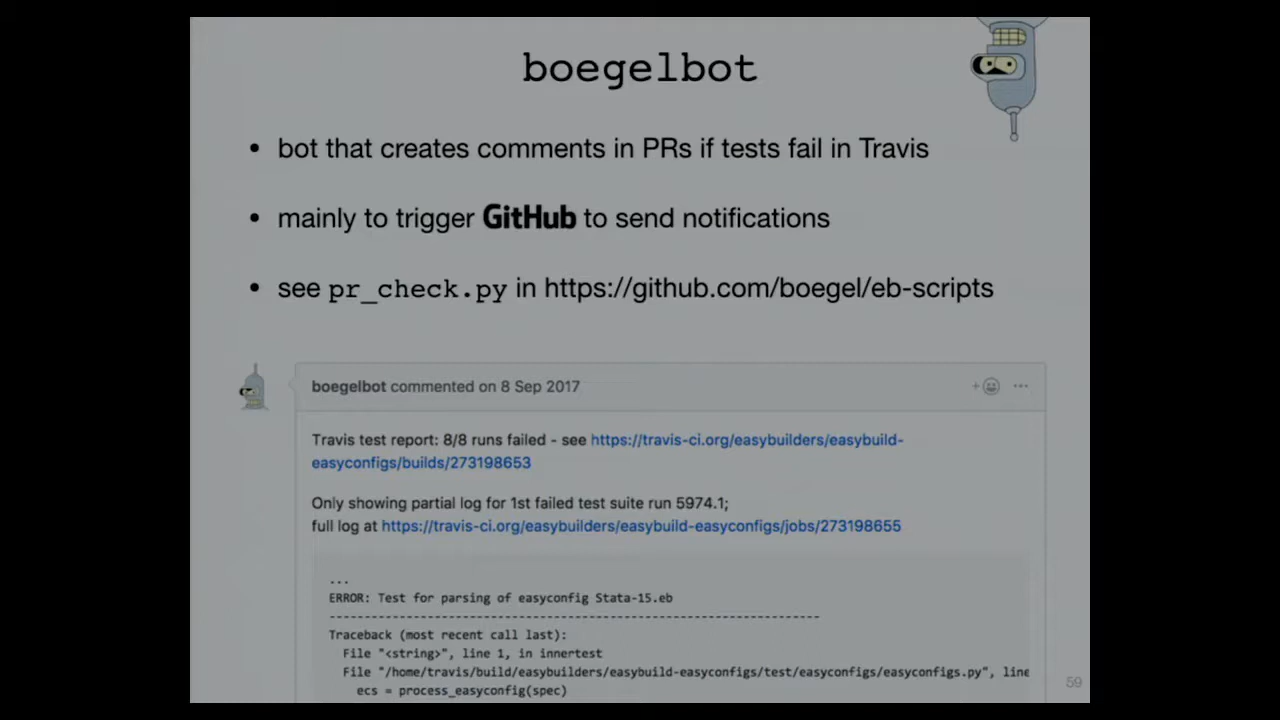 boegelbot
• bot that creates comments in PRs if tests fail in Travis
• mainly to trigger GitHub to send notifications
• see pr_check.py in https://github.com/boegel/eb-scripts
boegelbot commented on 8 Sep 2017
Travis test report: 8/8 runs failed - see https://travis-ci.org/easybuilders/easybuild-
easyconfigs/builds/273198653
Only showing partial log for 1st failed test suite run 5974.1;
full log at https://travis-ci.org/easybuilders/easybuild-easyconfigs/jobs/273198655
...
ERROR: Test for parsing of easyconfig Stata-15.eb
----------------------------------------------------------------------
Traceback (most recent call last):
File "<string>", line 1, in innertest
File "/home/travis/build/easybuilders/easybuild-easyconfigs/test/easyconfigs/easyconfigs.py", line
ecs = process_easyconfig(spec)
59